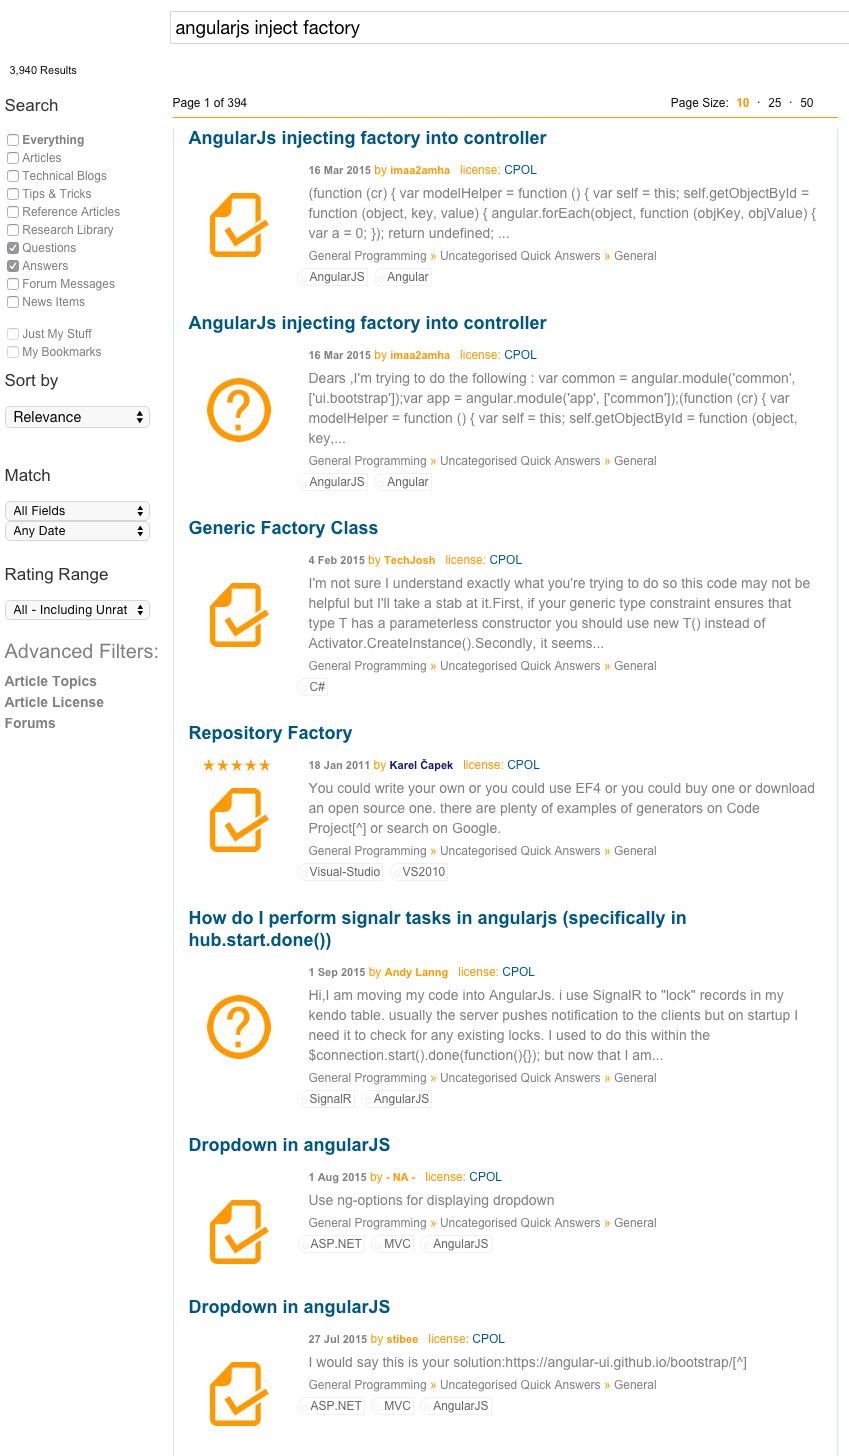 angularjs inject factory
3,940 Results
Search
Everything
Articles
Technical Blogs
Tips & Tricks
Reference Articles
Research Library
Questions
Answers
Forum Messages
News Items
Just My Stuff
My Bookmarks
Sort by
Relevance
Match
All Fields
Any Date
Rating Range
All - Including Unrat
Advanced Filters:
Article Topics
Article License
Forums
Page 1 of 394
Page Size: 10 · 25 · 50
AngularJs injecting factory into controller
16 Mar 2015 by imaa2amha license: CPOL
(function (cr) { var modelHelper = function () { var self = this; self.getObjectById =
function (object, key, value) { angular.forEach(object, function (objKey, objValue) {
var a = 0; }); return undefined; ...
General Programming » Uncategorised Quick Answers » General
AngularJS Angular
AngularJs injecting factory into controller
16 Mar 2015 by imaa2amha license: CPOL
Dears ,I'm trying to do the following : var common = angular.module('common',
['ui.bootstrap']);var app = angular.module('app', ['common']);(function (cr) { var
modelHelper = function () { var self = this; self.getObjectById = function (object,
key,...
General Programming » Uncategorised Quick Answers » General
AngularJS Angular
Generic Factory Class
4 Feb 2015 by TechJosh license: CPOL
I'm not sure I understand exactly what you're trying to do so this code may not be
helpful but I'll take a stab at it.First, if your generic type constraint ensures that
type T has a parameterless constructor you should use new T() instead of
Activator.CreateInstance().Secondly, it seems...
General Programming » Uncategorised Quick Answers » General
C#
Repository Factory
18 Jan 2011 by Karel Čapek license: CPOL
You could write your own or you could use EF4 or you could buy one or download
an open source one. there are plenty of examples of generators on Code
Project[^] or search on Google.
General Programming » Uncategorised Quick Answers » General
Visual-Studio VS2010
How do I perform signalr tasks in angularjs (specifically in
hub.start.done())
1 Sep 2015 by Andy Lanng license: CPOL
Hi,I am moving my code into AngularJs. i use SignalR to "lock" records in my
kendo table. usually the server pushes notification to the clients but on startup I
need it to check for any existing locks. I used to do this within the
$connection.start().done(function(){}); but now that I am...
General Programming » Uncategorised Quick Answers » General
SignalR AngularJS
Dropdown in angularJS
1 Aug 2015 by - NA - license: CPOL
Use ng-options for displaying dropdown
General Programming » Uncategorised Quick Answers » General
ASP.NET MVC AngularJS
Dropdown in angularJS
27 Jul 2015 by stibee license: CPOL
I would say this is your solution:https://angular-ui.github.io/bootstrap/[^]
General Programming » Uncategorised Quick Answers » General
ASP.NET MVC AngularJS